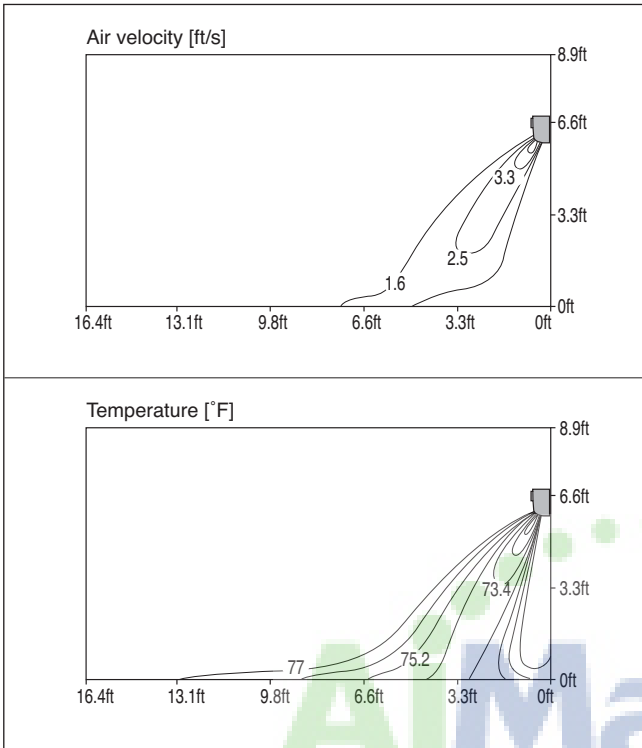 Air velocity [ft/s]
8.9ft
6.6ft
3.3
3.3ft
2.5
1.6
0ft
16.4ft 13.1ft 9.8ft 6.6ft 3.3ft 0ft
Temperature [˚F]
8.9ft
6.6ft
73.4
3.3ft
75.2
77
0ft
16.4ft 13.1ft 9.8ft 6.6ft 3.3ft 0ft
AiMa